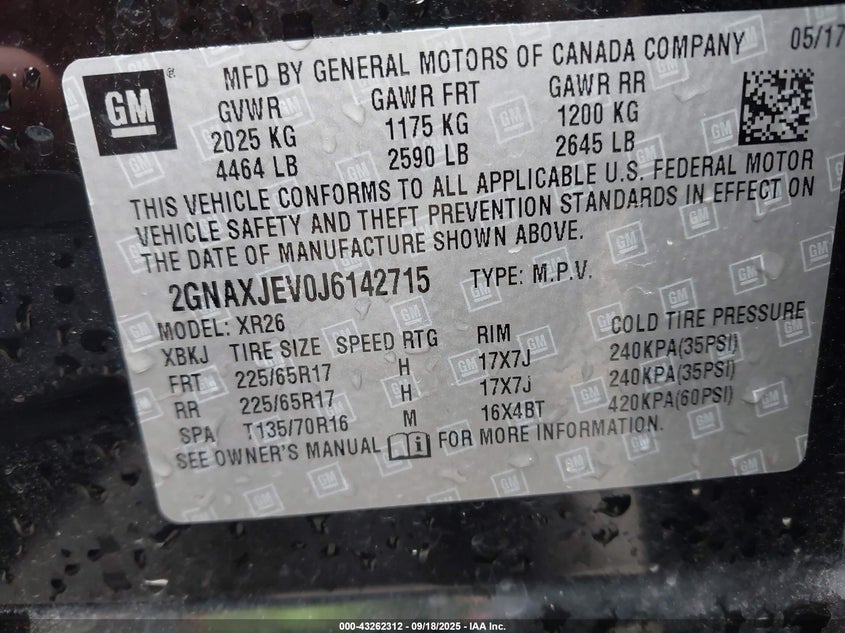 MFD BY GENERAL MOTORS OF CANADA COMPANY 05/17
GM
GVWR GAWR FRT GAWR RR
2025 KG 1175 KG 1200 KG
4464 LB 2590 LB 2645 LB
THIS VEHICLE CONFORMS TO ALL APPLICABLE U.S. FEDERAL MOTOR
VEHICLE SAFETY AND THEFT PREVENTION STANDARDS IN EFFECT ON
THE DATE OF MANUFACTURE SHOWN ABOVE.
2GNAXJEV0J6142715 TYPE: M.P.V.
MODEL: XR26
XBKJ TIRE SIZE SPEED RTG RIM COLD TIRE PRESSURE
FRT 225/65R17 H 17X7J 240KPA(35PSI)
RR 225/65R17 H 17X7J 240KPA(35PSI)
SPA T135/70R16 M 16X4BT 420KPA(60PSI)
SEE OWNER'S MANUAL FOR MORE INFORMATION.
000-43262312 - 09/18/2025 - IAA Inc.